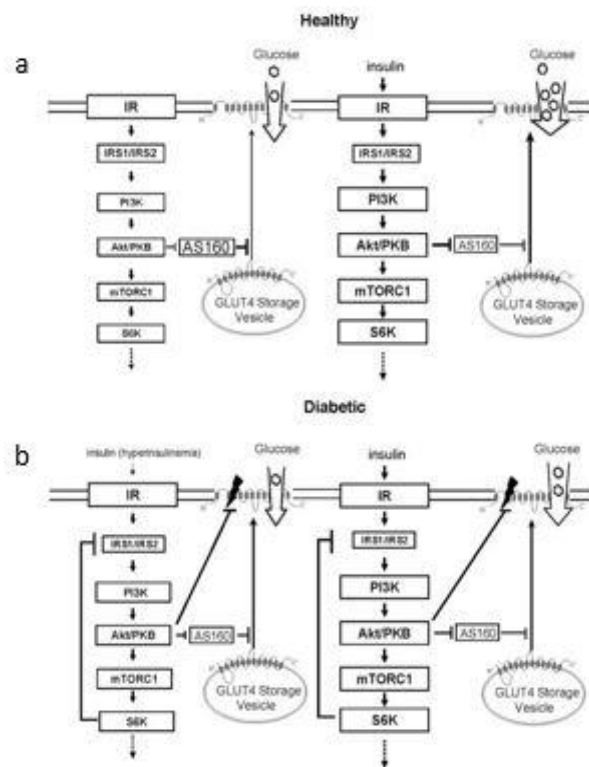 Healthy
a
Glucose
IR
IRS1/IRS2
PI3K
Akt/PKB
AS160
mTORC1
S6K
GLUT4 Storage
Vesicle
insulin
Glucose
IR
IRS1/IRS2
PI3K
Akt/PKB
AS160
mTORC1
S6K
GLUT4 Storage
Vesicle
Diabetic
b
insulin (hyperinsulinemia)
Glucose
IR
IRS1/IRS2
PI3K
Akt/PKB
AS160
mTORC1
S6K
GLUT4 Storage
Vesicle
insulin
Glucose
IR
IRS1/IRS2
PI3K
Akt/PKB
AS160
mTORC1
S6K
GLUT4 Storage
Vesicle